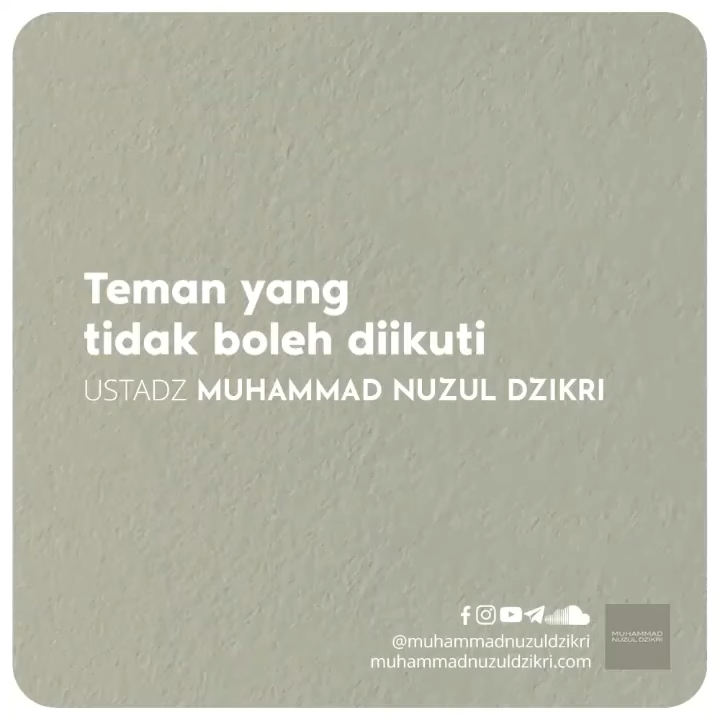 Teman yang
tidak boleh diikuti
USTADZ MUHAMMAD NUZUL DZIKRI
@muhammadnuzuldzikri
muhammadnuzuldzikri.com
MUHAMMAD
NUZUL DZIKRI